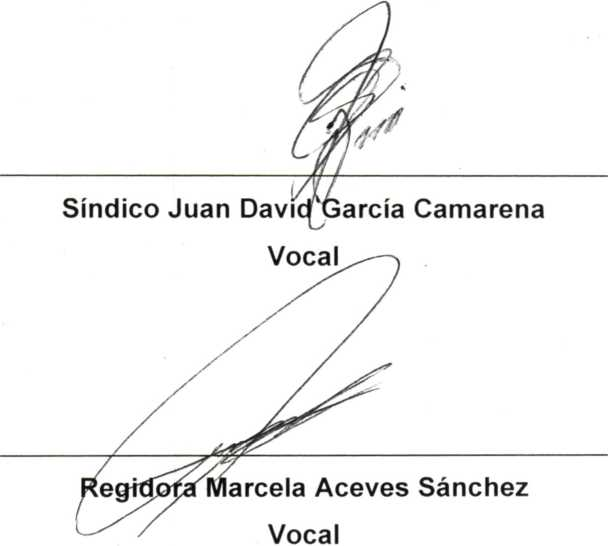 Síndico Juan David García Camarena
Vocal
Regidora Marcela Aceves Sánchez
Vocal